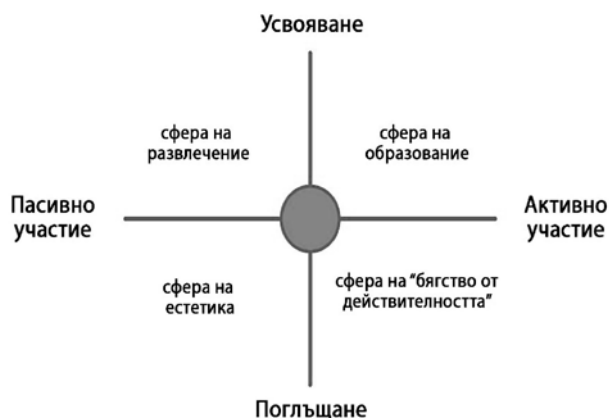 Усвояване
сфера на
развлечение
сфера на
образование
Пасивно
участие
Активно
участие
сфера на
естетика
сфера на “бягство от
действителността”
Поглъщане